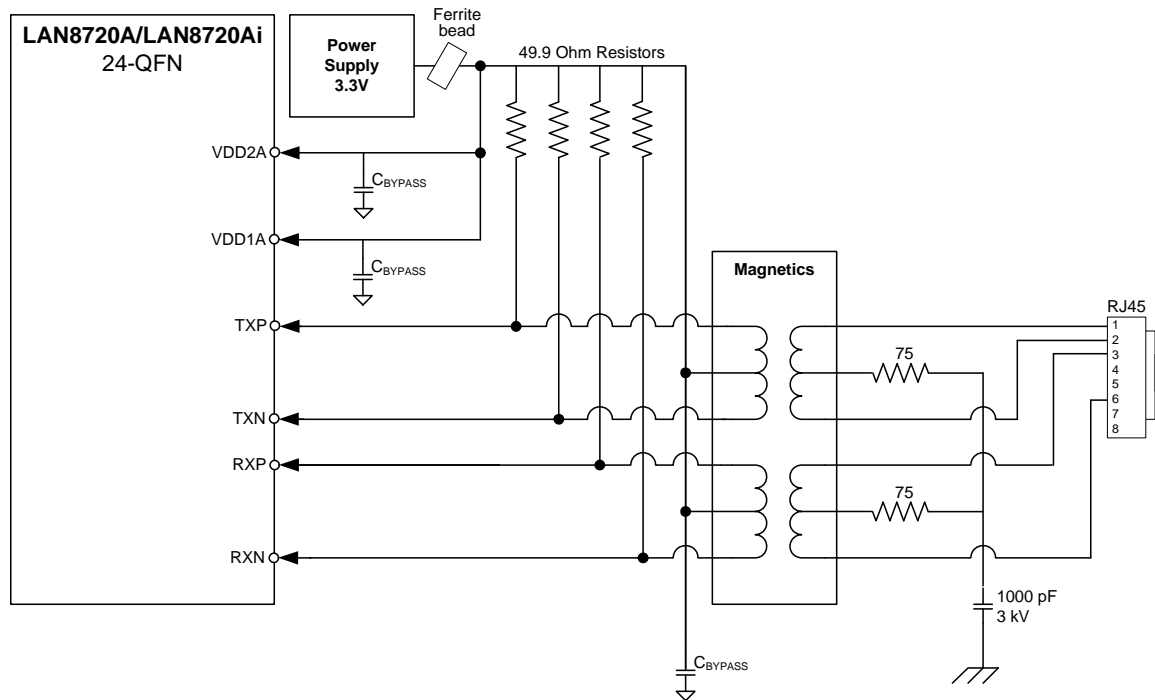 LAN8720A/LAN8720Ai
24-QFN
Power
Supply
3.3V
Ferrite
bead
49.9 Ohm Resistors
VDD2A
CBYPASS
VDD1A
CBYPASS
TXP
TXN
RXP
RXN
Magnetics
75
75
RJ45
1
2
3
4
5
6
7
8
1000 pF
3 kV
CBYPASS